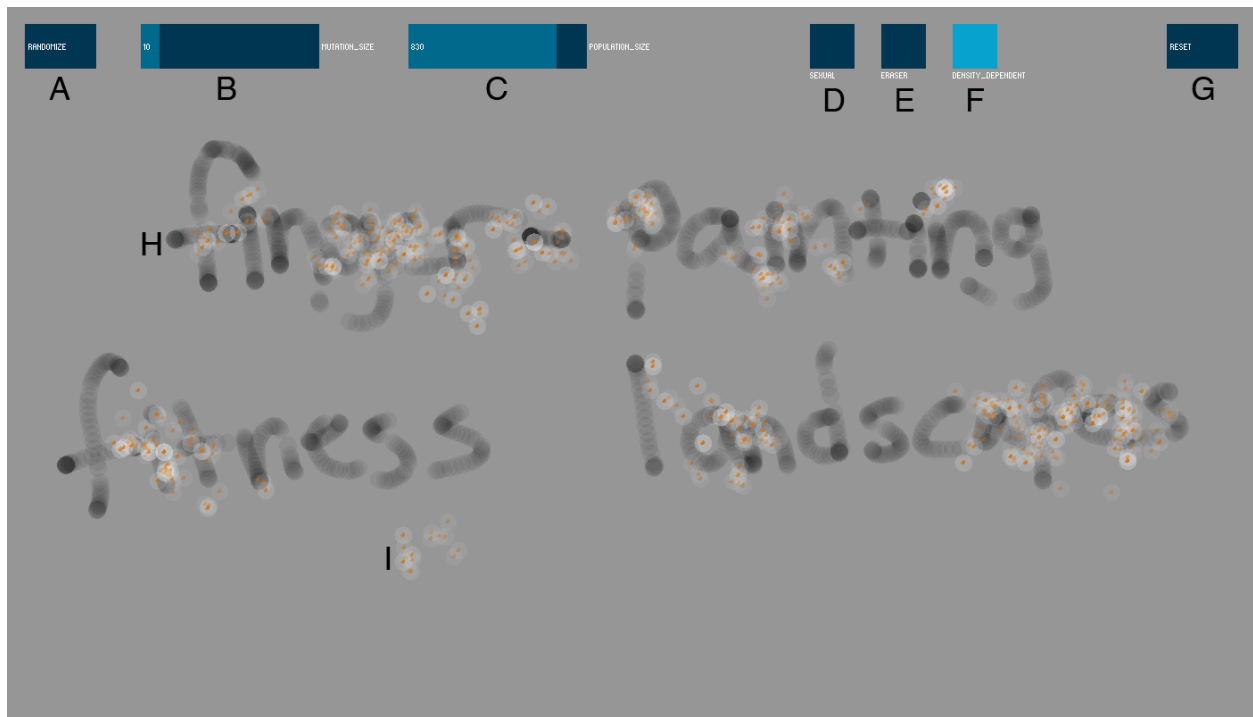 RANDOMIZE 10 MUTATION_SIZE 830 POPULATION_SIZE RESET
SEXUAL ERASER DENSITY_DEPENDENT
A B C D E F G
H finger painting
fitness landscapes
I